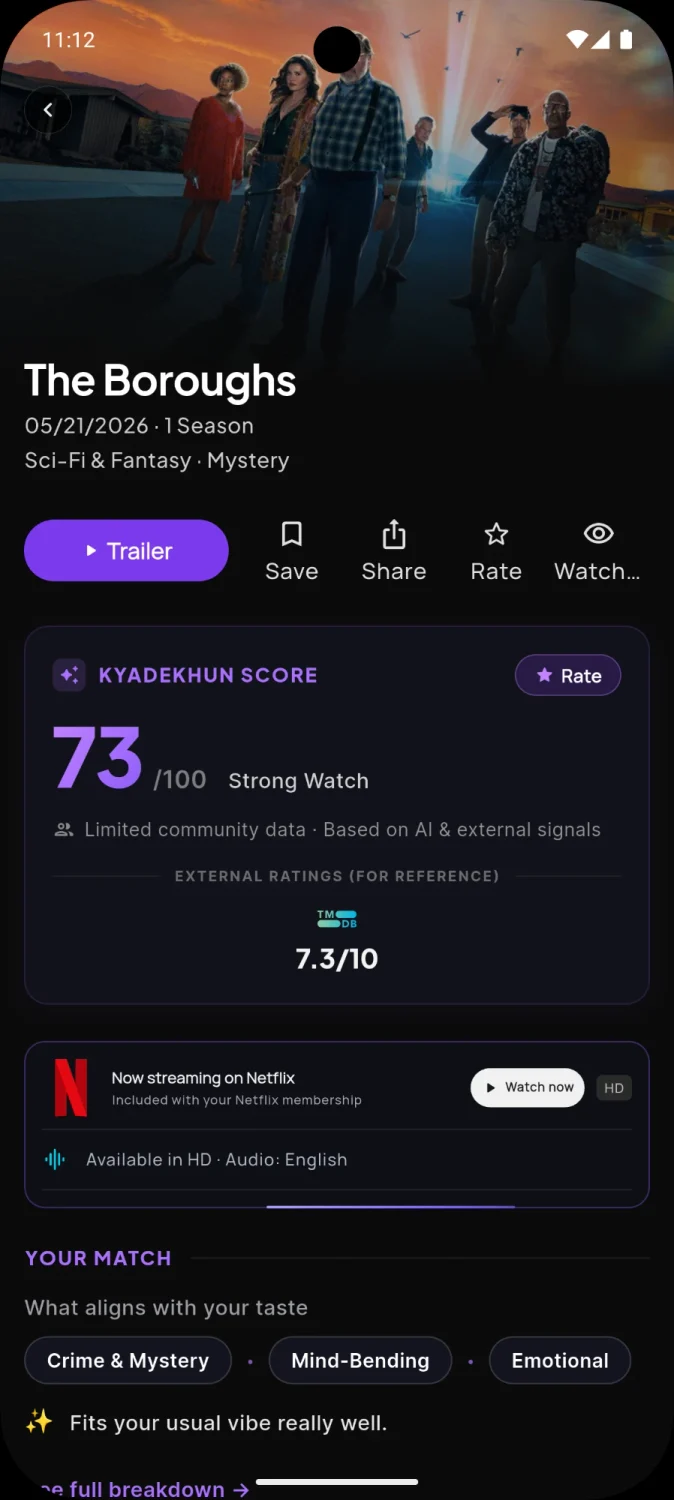 11:12
The Boroughs
05/21/2026 · 1 Season
Sci-Fi & Fantasy · Mystery
Trailer
Save
Share
Rate
Watch...
KYADEKHUN SCORE
Rate
73 /100 Strong Watch
Limited community data · Based on AI & external signals
EXTERNAL RATINGS (FOR REFERENCE)
TM
DB
7.3/10
Now streaming on Netflix
Included with your Netflix membership
Watch now
HD
Available in HD · Audio: English
YOUR MATCH
What aligns with your taste
Crime & Mystery • Mind-Bending • Emotional
✨ Fits your usual vibe really well.
full breakdown →